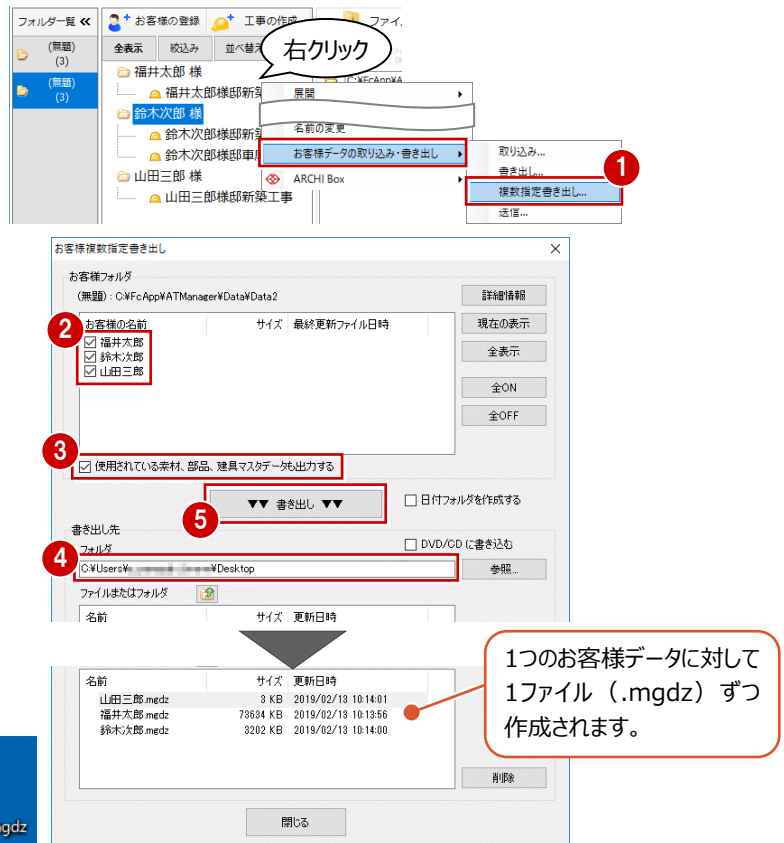 フォルダー覧 ≪
お客様の登録
工事の作成
ファイ
(無題)
(3)
(無題)
(3)
全表示
絞込み
並べ替え
右クリック
福井太郎 様
福井太郎様邸新築
鈴木次郎 様
鈴木次郎様邸新築
鈴木次郎様邸車庫
山田三郎 様
山田三郎様邸新築工事
C:¥FcApp¥A
展開
名前の変更
お客様データの取り込み・書き出し
ARCHI Box
取り込み...
書き出し...
複数指定書き出し...
送信...
1
お客様複数指定書き出し
お客様フォルダ
(無題) : C:¥FcApp¥ATManager¥Data¥Data2
詳細情報
2
お客様の名前 サイズ 最終更新ファイル日時
福井太郎
鈴木次郎
山田三郎
現在の表示
全表示
全ON
全OFF
3
使用されている素材、部品、建具マスタデータも出力する
▼▼ 書き出し ▼▼
5
日付フォルダを作成する
書き出し先
フォルダ
DVD/CD に書き込む
4
C:¥Users¥ ¥Desktop
参照...
ファイルまたはフォルダ
名前 サイズ 更新日時
名前 サイズ 更新日時
山田三郎.mgdz 3 KB 2019/02/13 10:14:01
福井太郎.mgdz 73634 KB 2019/02/13 10:13:56
鈴木次郎.mgdz 3202 KB 2019/02/13 10:14:00
1つのお客様データに対して
1ファイル（.mgdz）ずつ
作成されます。
削除
閉じる
gdz